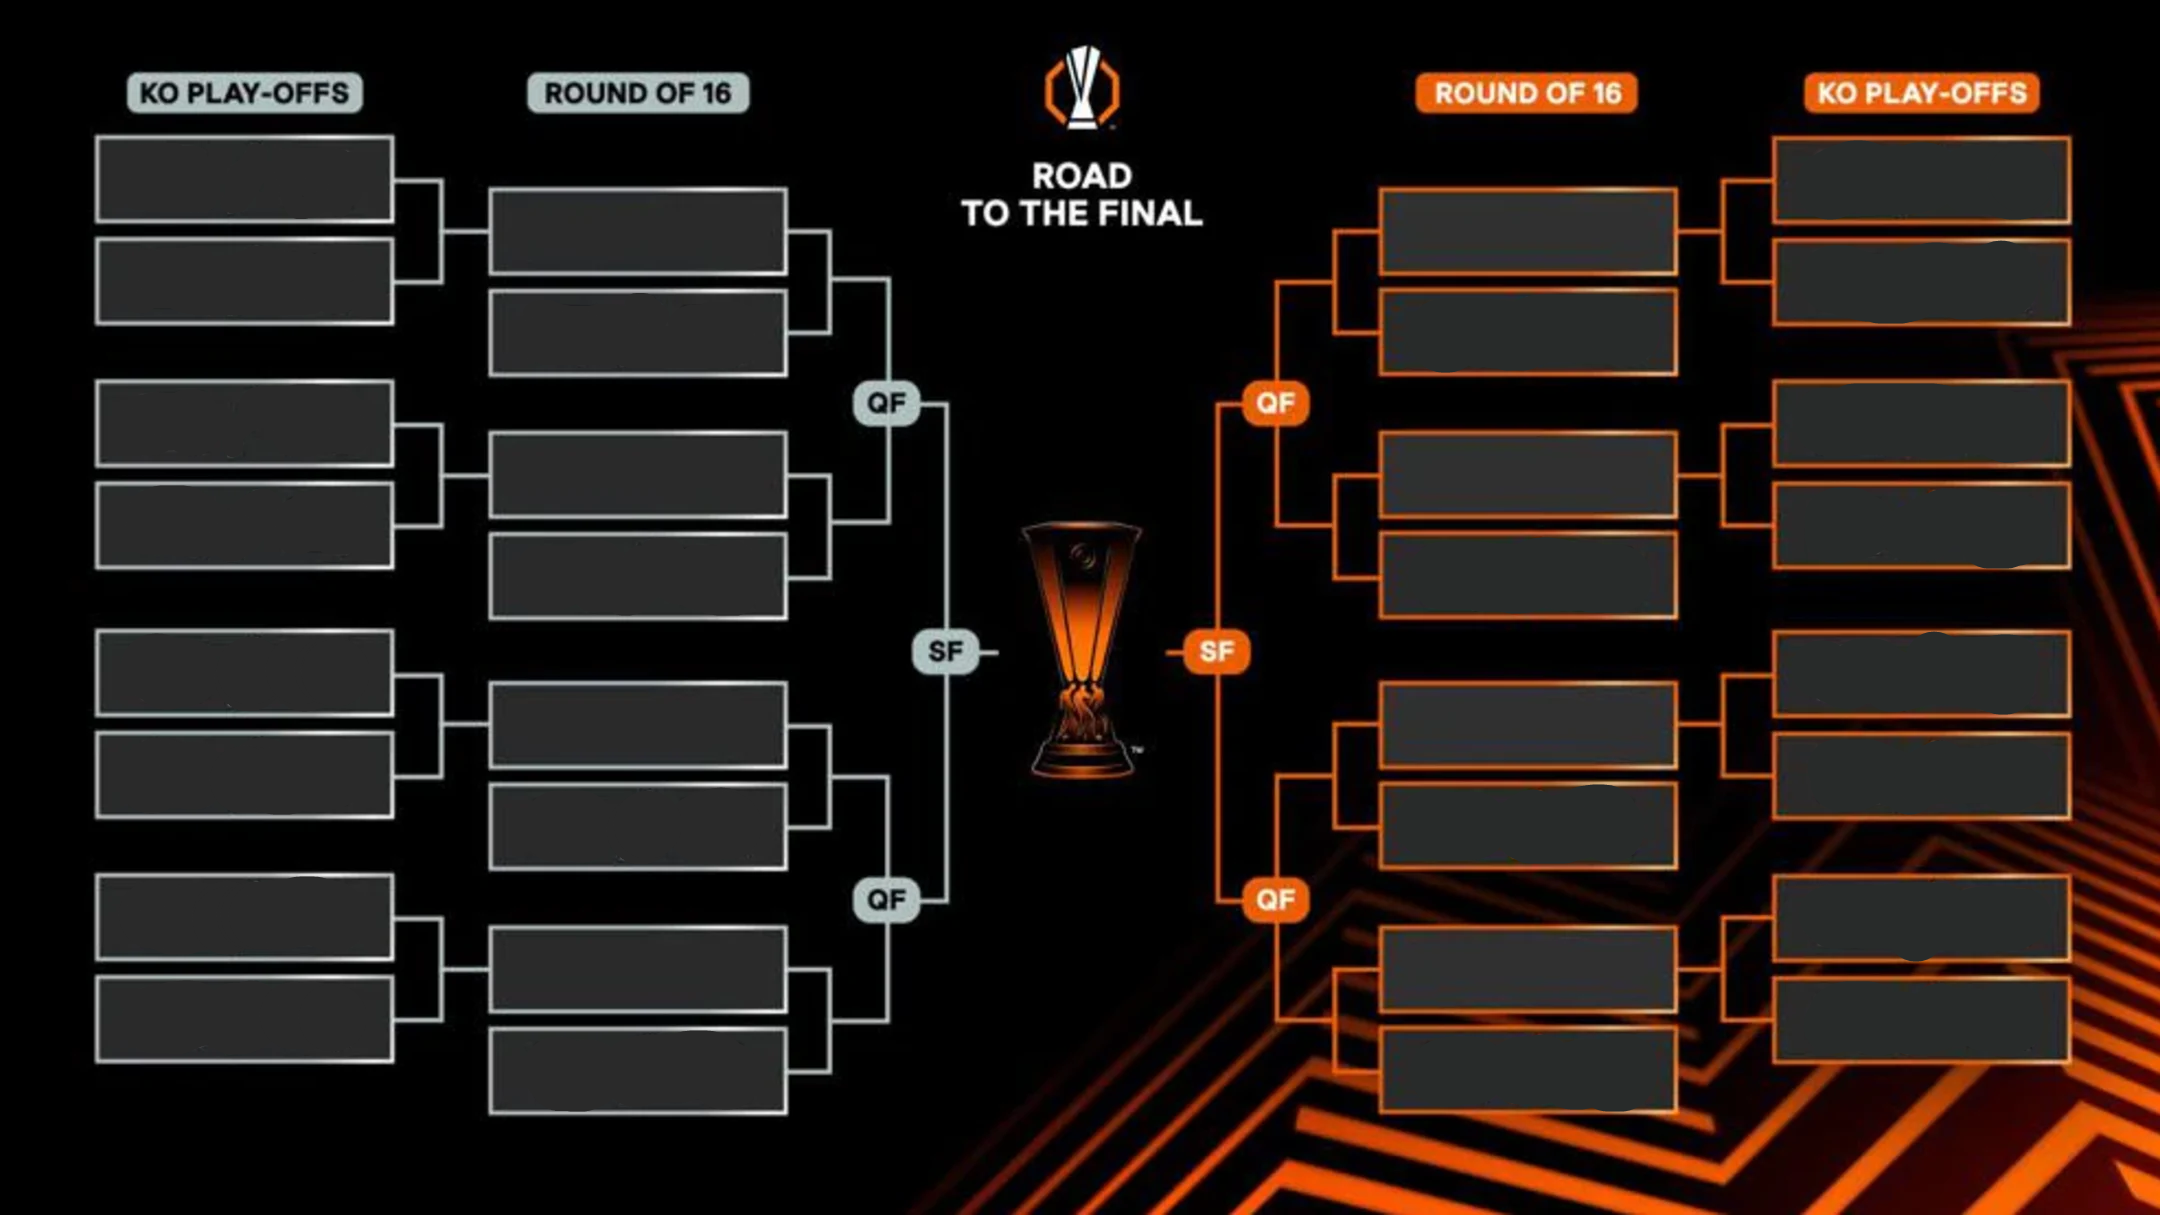 KO PLAY-OFFS
ROUND OF 16
ROAD
TO THE FINAL
ROUND OF 16
KO PLAY-OFFS
QF
QF
SF
SF
TM
QF
QF